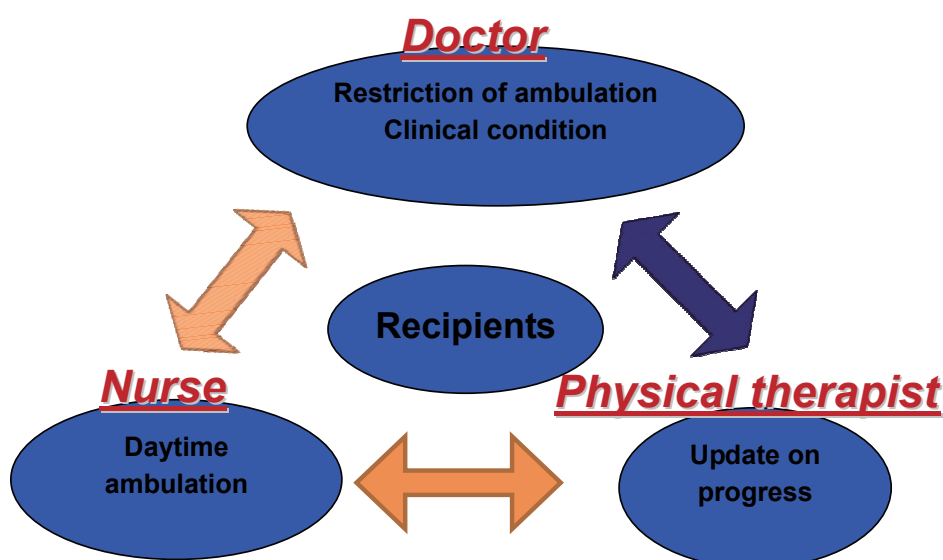 Doctor
Restriction of ambulation
Clinical condition
Recipients
Nurse
Daytime
ambulation
Physical therapist
Update on
progress